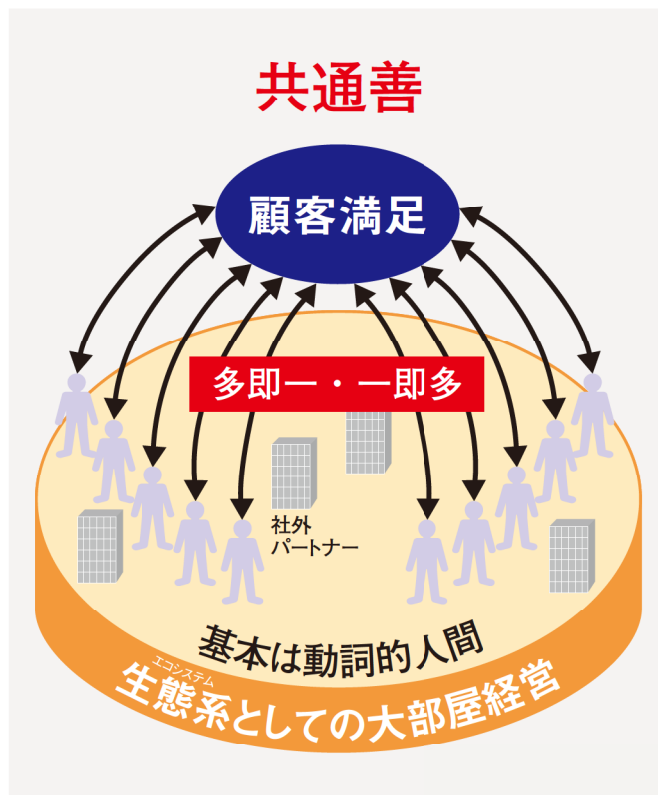 共通善
顧客満足
多即一・一即多
社外
パートナー
基本は動詞的人間
エコシステム
生態系としての大部屋経営